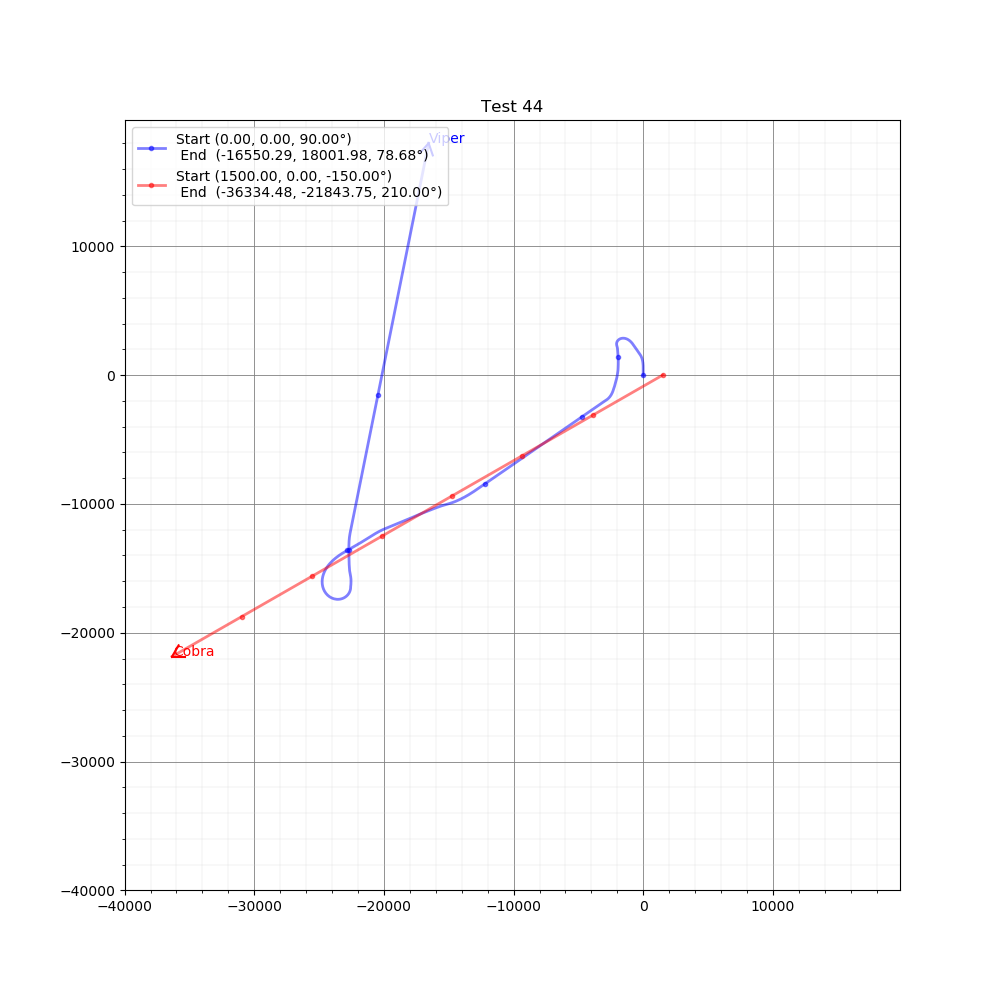 Test 44
Start (0.00, 0.00, 90.00°)
End  (-16550.29, 18001.98, 78.68°)
Start (1500.00, 0.00, -150.00°)
End  (-36334.48, -21843.75, 210.00°)
Viper
Cobra
10000
0
−10000
−20000
−30000
−40000
−40000 −30000 −20000 −10000 0 10000